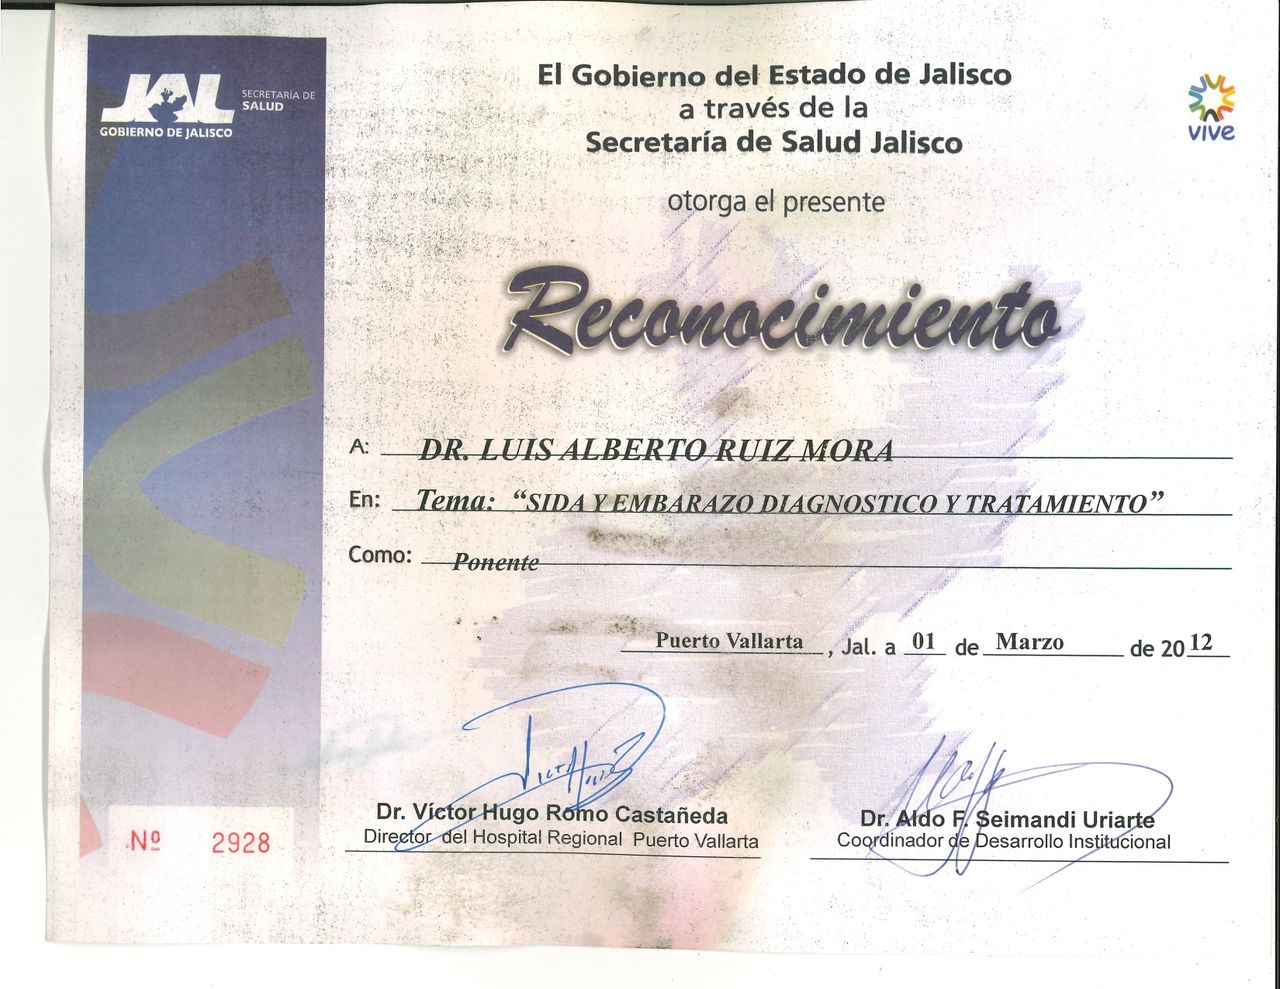 JAL
GOBIERNO DE JALISCO
SECRETARÍA DE
SALUD
El Gobierno del Estado de Jalisco
a través de la
Secretaría de Salud Jalisco
vive
otorga el presente
Reconocimiento
A: DR. LUIS ALBERTO RUIZ MORA
En: Tema: “SIDA Y EMBARAZO DIAGNOSTICO Y TRATAMIENTO”
Como: Ponente
Puerto Vallarta, Jal. a 01 de Marzo de 2012
Dr. Víctor Hugo Romo Castañeda
Director del Hospital Regional Puerto Vallarta
Dr. Aldo F. Seimandi Uriarte
Coordinador de Desarrollo Institucional
Nº 2928